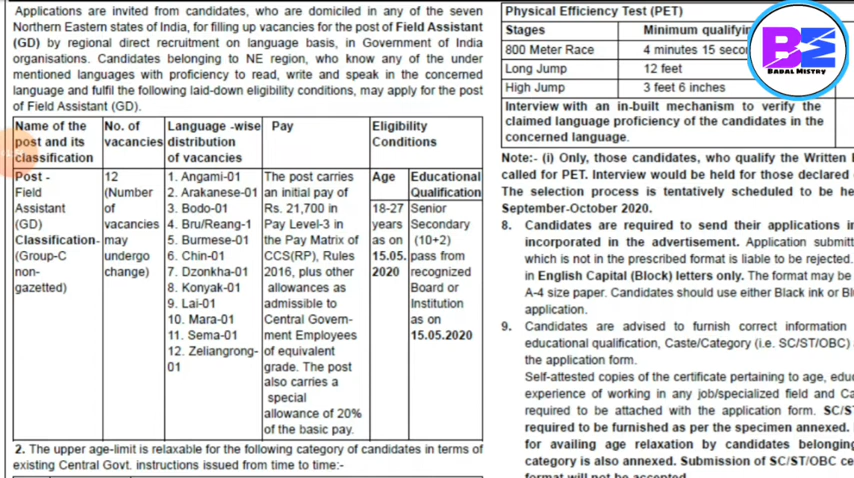 Applications are invited from candidates, who are domiciled in any of the seven
Northern Eastern states of India, for filling up vacancies for the post of Field Assistant
(GD) by regional direct recruitment on language basis, in Government of India
organisations. Candidates belonging to NE region, who know any of the under
mentioned languages with proficiency to read, write and speak in the concerned
language and fulfil the following laid-down eligibility conditions, may apply for the post
of Field Assistant (GD).
Name of the post and its classification
No. of vacancies
Language -wise distribution of vacancies
Pay
Eligibility Conditions
Post - Field Assistant (GD) Classification- (Group-C non- gazetted)
12 (Number of vacancies may undergo change)
1. Angami-01
2. Arakanese-01
3. Bodo-01
4. Bru/Reang-1
5. Burmese-01
6. Chin-01
7. Dzonkha-01
8. Konyak-01
9. Lai-01
10. Mara-01
11. Sema-01
12. Zeliangrong-
01
The post carries
an initial pay of
Rs. 21,700 in
Pay Level-3 in
the Pay Matrix of
CCS(RP), Rules
2016, plus other
allowances as
admissible to
Central Govern-
ment Employees
of equivalent
grade. The post
also carries a
special
allowance of 20%
of the basic pay.
Age
18-27
years
as on
15.05.
2020
Educational
Qualification
Senior
Secondary
(10+2)
pass from
recognized
Board or
Institution
as on
15.05.2020
2. The upper age-limit is relaxable for the following category of candidates in terms of
existing Central Govt. instructions issued from time to time:-
Physical Efficiency Test (PET)
Stages Minimum qualifyin
800 Meter Race 4 minutes 15 secon
Long Jump 12 feet
High Jump 3 feet 6 inches
Interview with an in-built mechanism to verify the
claimed language proficiency of the candidates in the
concerned language.
Note:- (i) Only, those candidates, who qualify the Written
called for PET. Interview would be held for those declared
The selection process is tentatively scheduled to be he
September-October 2020.
8. Candidates are required to send their applications in
incorporated in the advertisement. Application submitt
which is not in the prescribed format is liable to be rejected.
in English Capital (Block) letters only. The format may be
A-4 size paper. Candidates should use either Black ink or Bl
application.
9. Candidates are advised to furnish correct information
educational qualification, Caste/Category (i.e. SC/ST/OBC)
the application form.
Self-attested copies of the certificate pertaining to age, edu
experience of working in any job/specialized field and Ca
required to be attached with the application form. SC/S
required to be furnished as per the specimen annexed.
for availing age relaxation by candidates belonging
category is also annexed. Submission of SC/ST/OBC ce
format will not be accepted.
BE
BADAL MISTRY